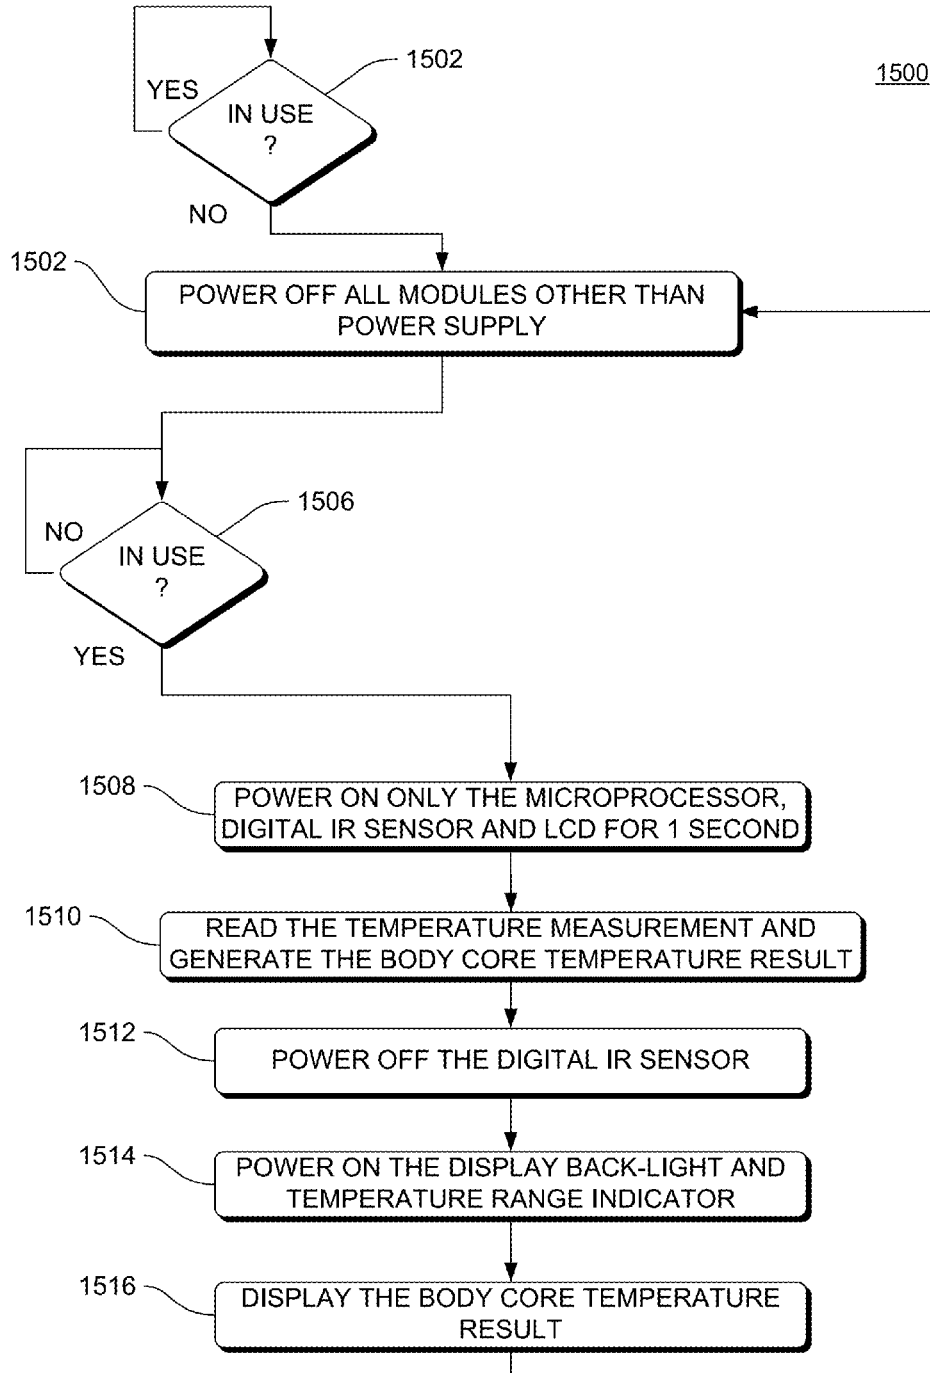 1502
1500
YES
IN USE
?
NO
1502
POWER OFF ALL MODULES OTHER THAN
POWER SUPPLY
1506
NO
IN USE
?
YES
1508
POWER ON ONLY THE MICROPROCESSOR,
DIGITAL IR SENSOR AND LCD FOR 1 SECOND
1510
READ THE TEMPERATURE MEASUREMENT AND
GENERATE THE BODY CORE TEMPERATURE RESULT
1512
POWER OFF THE DIGITAL IR SENSOR
1514
POWER ON THE DISPLAY BACK-LIGHT AND
TEMPERATURE RANGE INDICATOR
1516
DISPLAY THE BODY CORE TEMPERATURE
RESULT